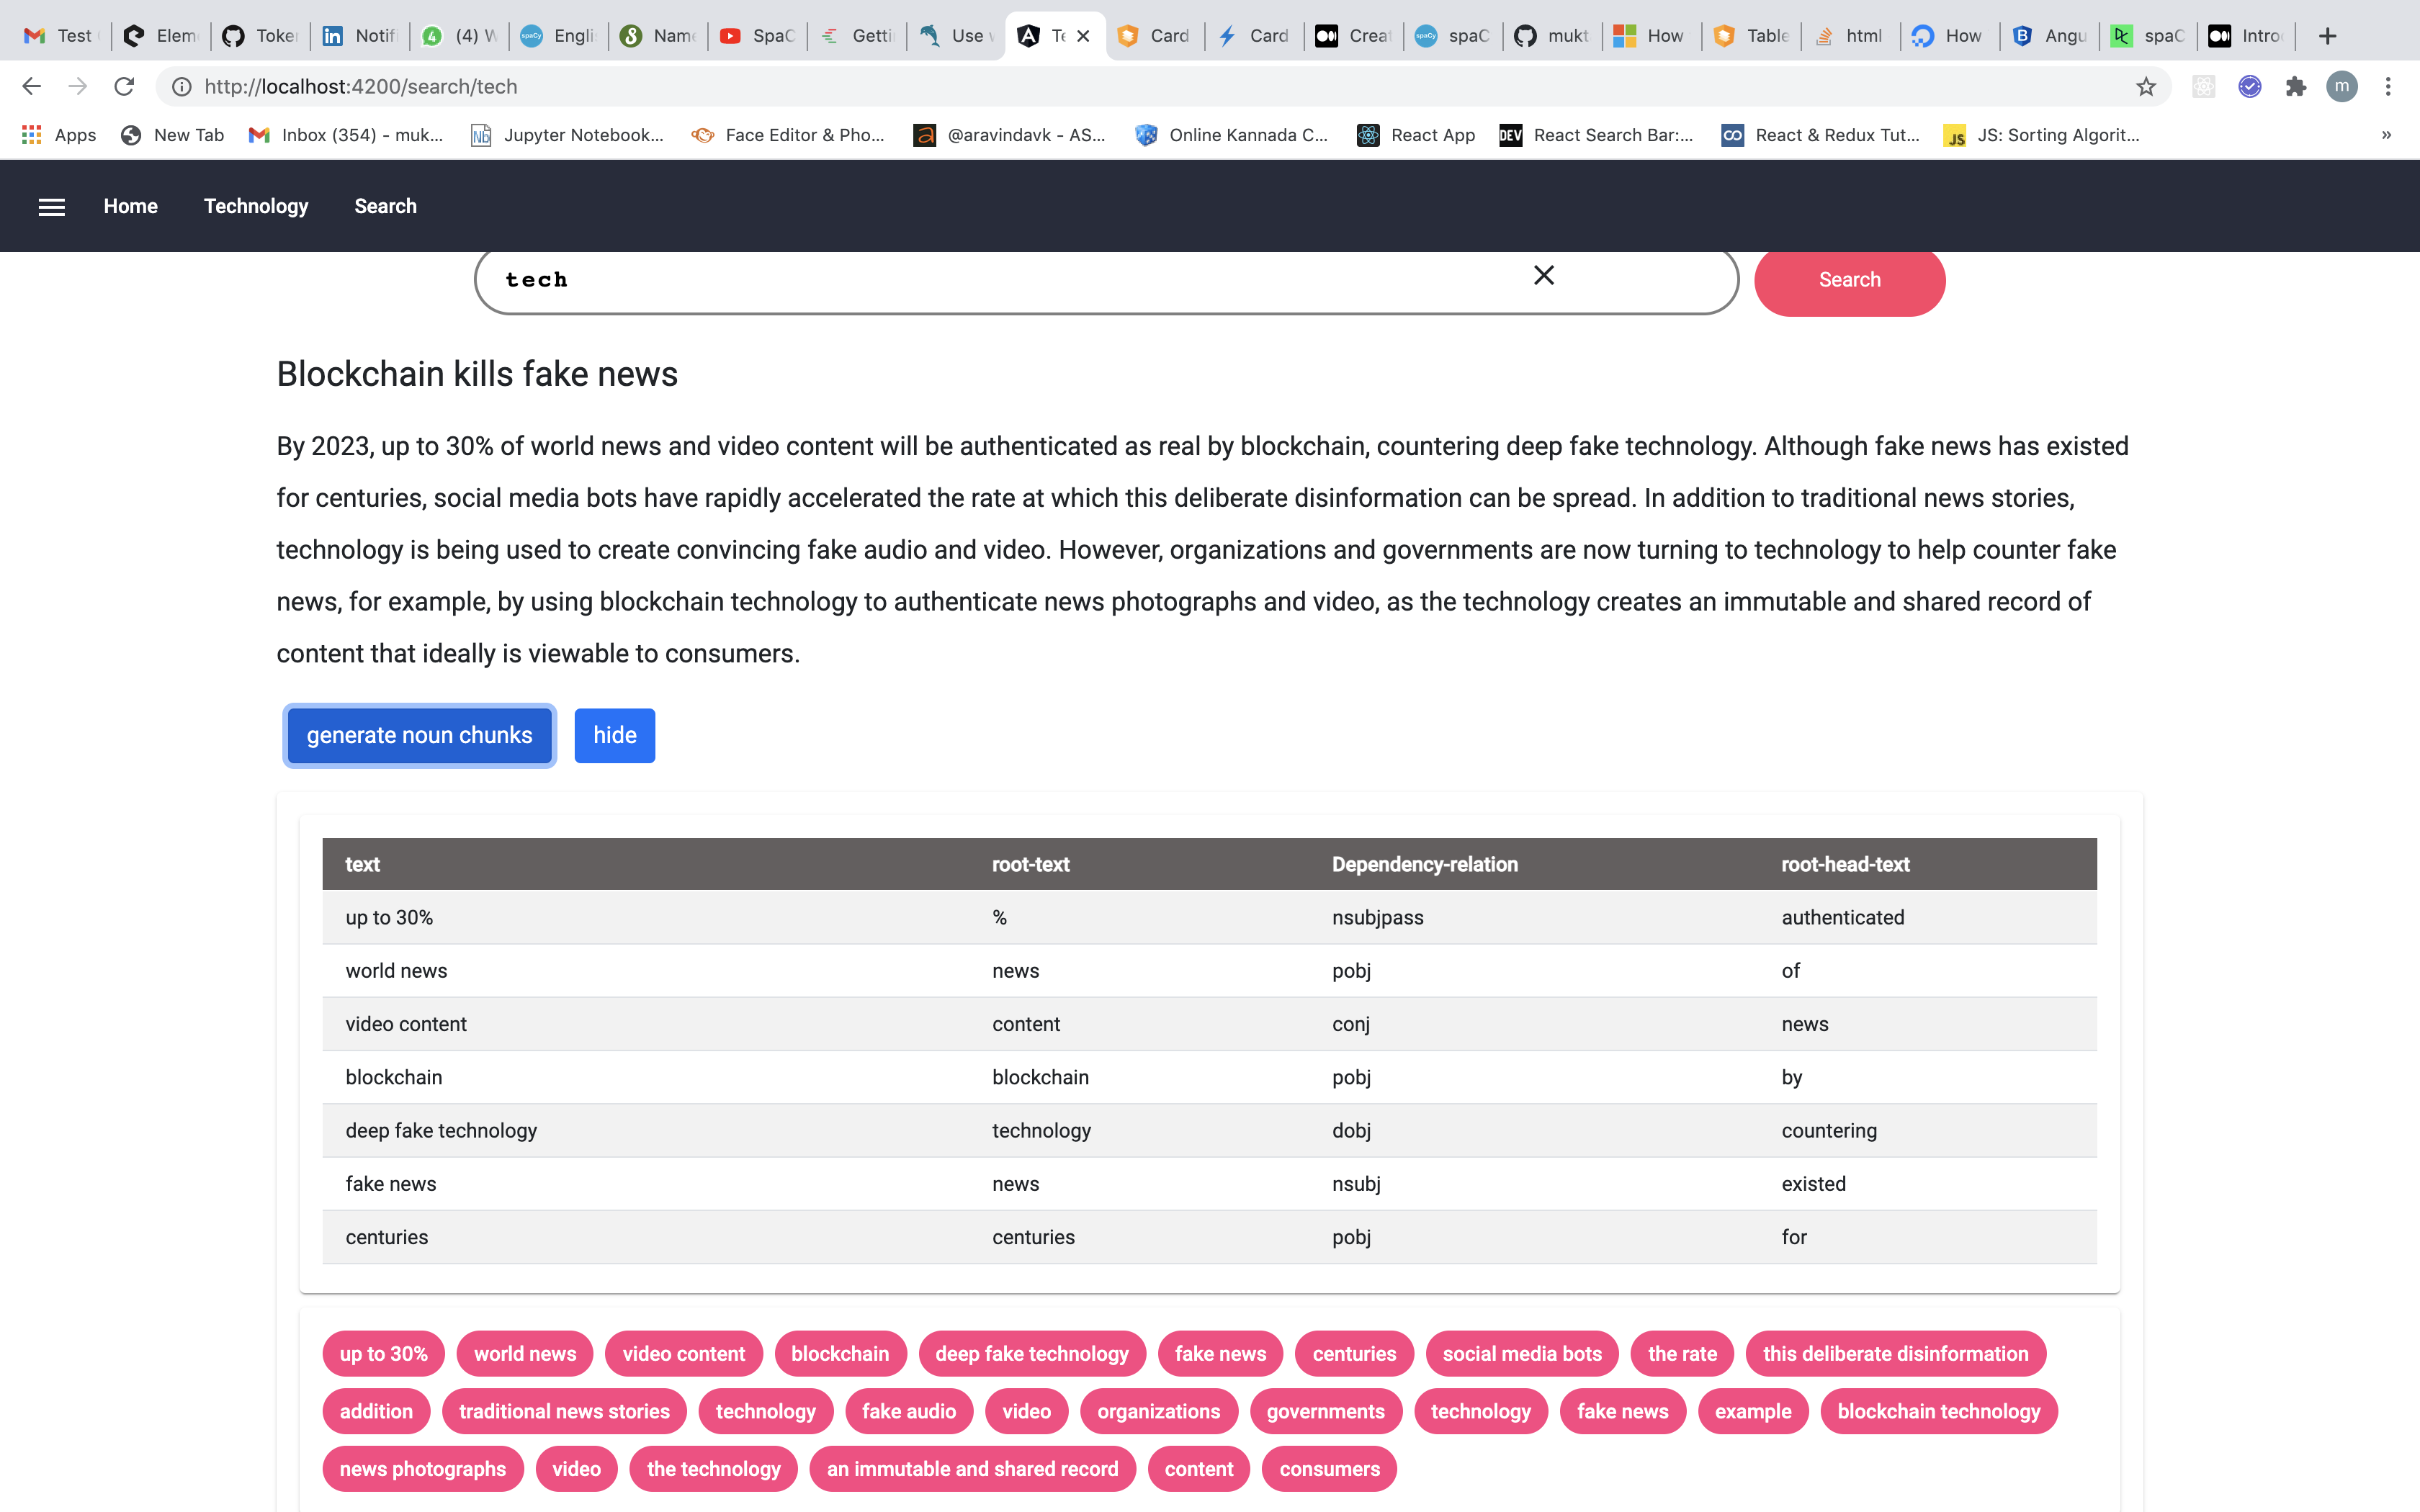 Test Elem Toke Notifi (4) W Engli Name SpaC Getti Use v Te Card Card Creat spaC mukt How Table html How Angu spaC Intro
http://localhost:4200/search/tech
Apps New Tab Inbox (354) - muk... Jupyter Notebook... Face Editor & Pho... @aravindavk - AS... Online Kannada C... React App React Search Bar:... React & Redux Tut... JS: Sorting Algorit... »
Home Technology Search
tech Search
Blockchain kills fake news
By 2023, up to 30% of world news and video content will be authenticated as real by blockchain, countering deep fake technology. Although fake news has existed
for centuries, social media bots have rapidly accelerated the rate at which this deliberate disinformation can be spread. In addition to traditional news stories,
technology is being used to create convincing fake audio and video. However, organizations and governments are now turning to technology to help counter fake
news, for example, by using blockchain technology to authenticate news photographs and video, as the technology creates an immutable and shared record of
content that ideally is viewable to consumers.
generate noun chunks hide
text root-text Dependency-relation root-head-text
up to 30% % nsubjpass authenticated
world news news pobj of
video content content conj news
blockchain blockchain pobj by
deep fake technology technology dobj countering
fake news news nsubj existed
centuries centuries pobj for
up to 30% world news video content blockchain deep fake technology fake news centuries social media bots the rate this deliberate disinformation
addition traditional news stories technology fake audio video organizations governments technology fake news example blockchain technology
news photographs video the technology an immutable and shared record content consumers